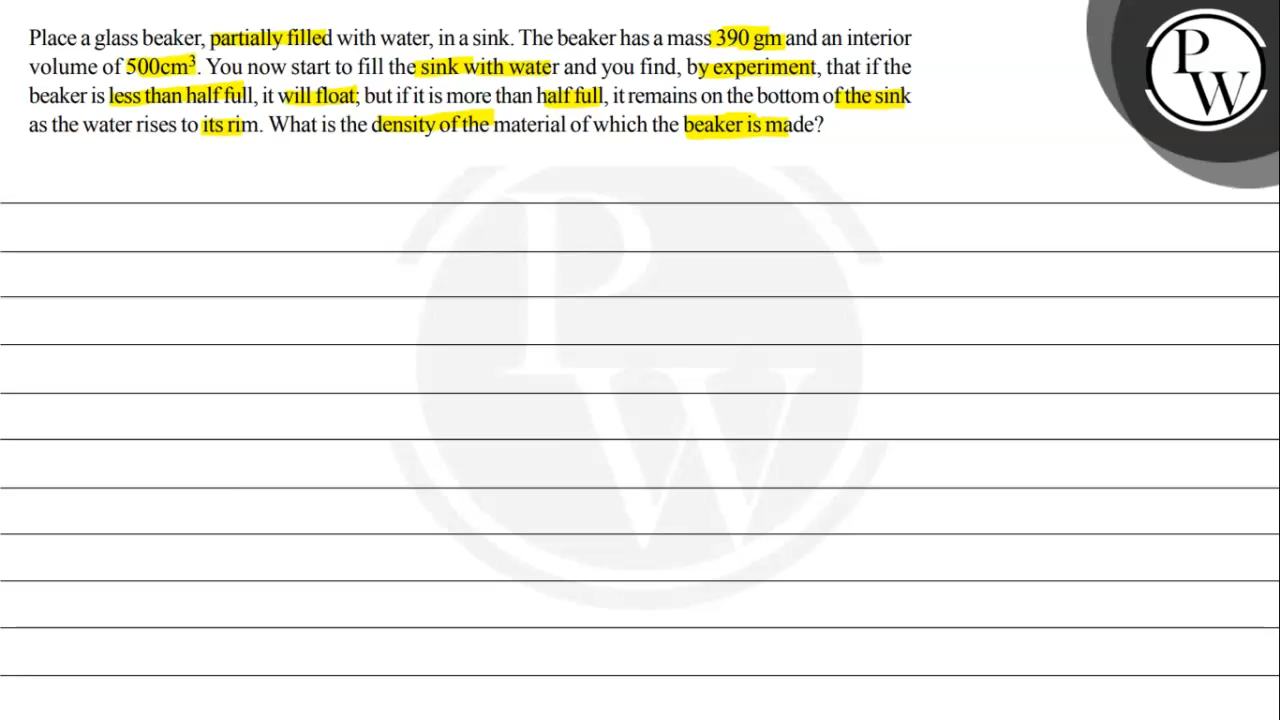 Place a glass beaker, partially filled with water, in a sink. The beaker has a mass 390 gm and an interior
volume of 500cm³. You now start to fill the sink with water and you find, by experiment, that if the
beaker is less than half full, it will float; but if it is more than half full, it remains on the bottom of the sink
as the water rises to its rim. What is the density of the material of which the beaker is made?
P
W
P
W